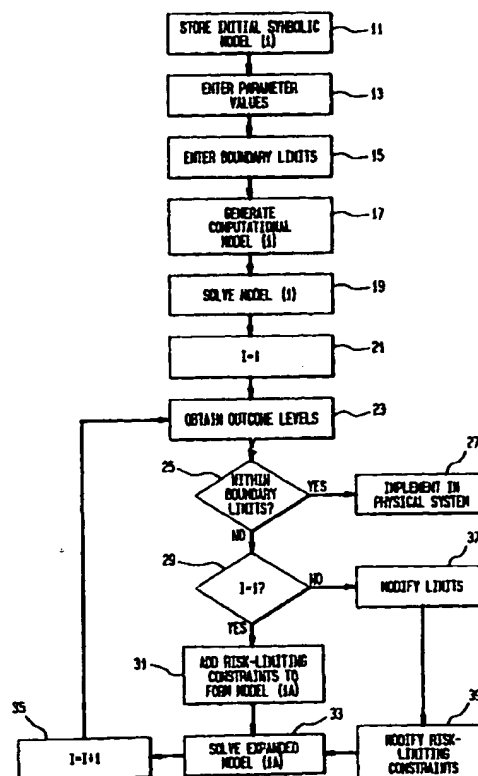 STORE INITIAL SYMBOLIC
MODEL (1)
11
ENTER PARAMETER
VALUES
13
ENTER BOUNDARY LIMITS
15
GENERATE
COMPUTATIONAL
MODEL (1)
17
SOLVE MODEL (1)
19
I=1
21
OBTAIN OUTCOME LEVELS
23
25
WITHIN
BOUNDARY
LIMITS?
YES
NO
27
IMPLEMENT IN
PHYSICAL SYSTEM
29
I=1?
NO
YES
37
MODIFY LIMITS
31
ADD RISK-LIMITING
CONSTRAINTS TO
FORM MODEL (1A)
33
SOLVE EXPANDED
MODEL (1A)
35
I=I+1
39
MODIFY RISK-
LIMITING
CONSTRAINTS